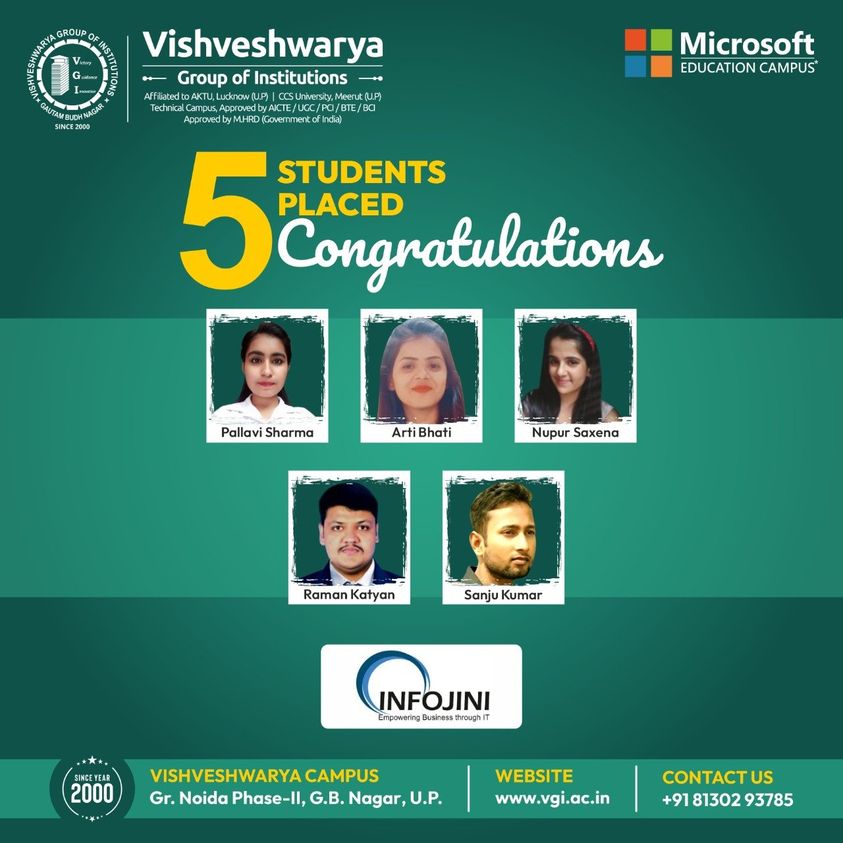 VISHVESHWARYA GROUP OF INSTITUTIONS
Victory
Guidance
Innovation
GAUTAM BUDH NAGAR
SINCE 2000
Vishveshwarya
Group of Institutions
Affiliated to AKTU, Lucknow (U.P) | CCS University, Meerut (U.P)
Technical Campus, Approved by AICTE / UGC / PCI / BTE / BCI
Approved by M.HRD (Government of India)
Microsoft
EDUCATION CAMPUS*
5 STUDENTS
PLACED
Congratulations
Pallavi Sharma
Arti Bhati
Nupur Saxena
Raman Katyan
Sanju Kumar
INFOJINI
Empowering Business through IT
SINCE YEAR
2000
VISHVESHWARYA CAMPUS
Gr. Noida Phase-II, G.B. Nagar, U.P.
WEBSITE
www.vgi.ac.in
CONTACT US
+91 81302 93785